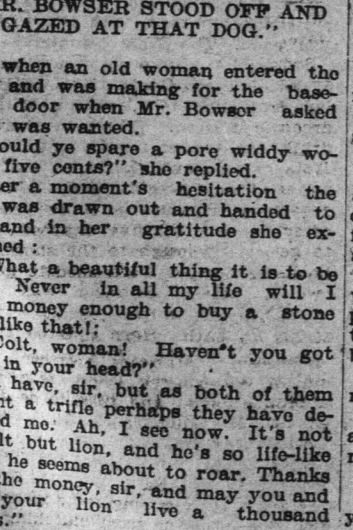 R. BOWSER STOOD OFF AND
GAZED AT THAT DOG."
when an old woman entered the
and was making for the base-
door when Mr. Bowser asked
was wanted.
ould ye spare a pore widdy wo-
five cents?" she replied.
er a moment's hesitation the
was drawn out and handed to
and in her gratitude she ex-
ned:
What a beautiful thing it is to be
Never in all my life will I
money enough to buy a stone
like that!:
Colt, woman! Haven't you got
in your head?"
have, sir, but as both of them
nt a trifle perhaps they have de-
d me. Ah, I see now. It's not
lt but lion, and he's so life-like
he seems about to roar. Thanks
the money, sir, and may you and
your lion live a thousand
s."